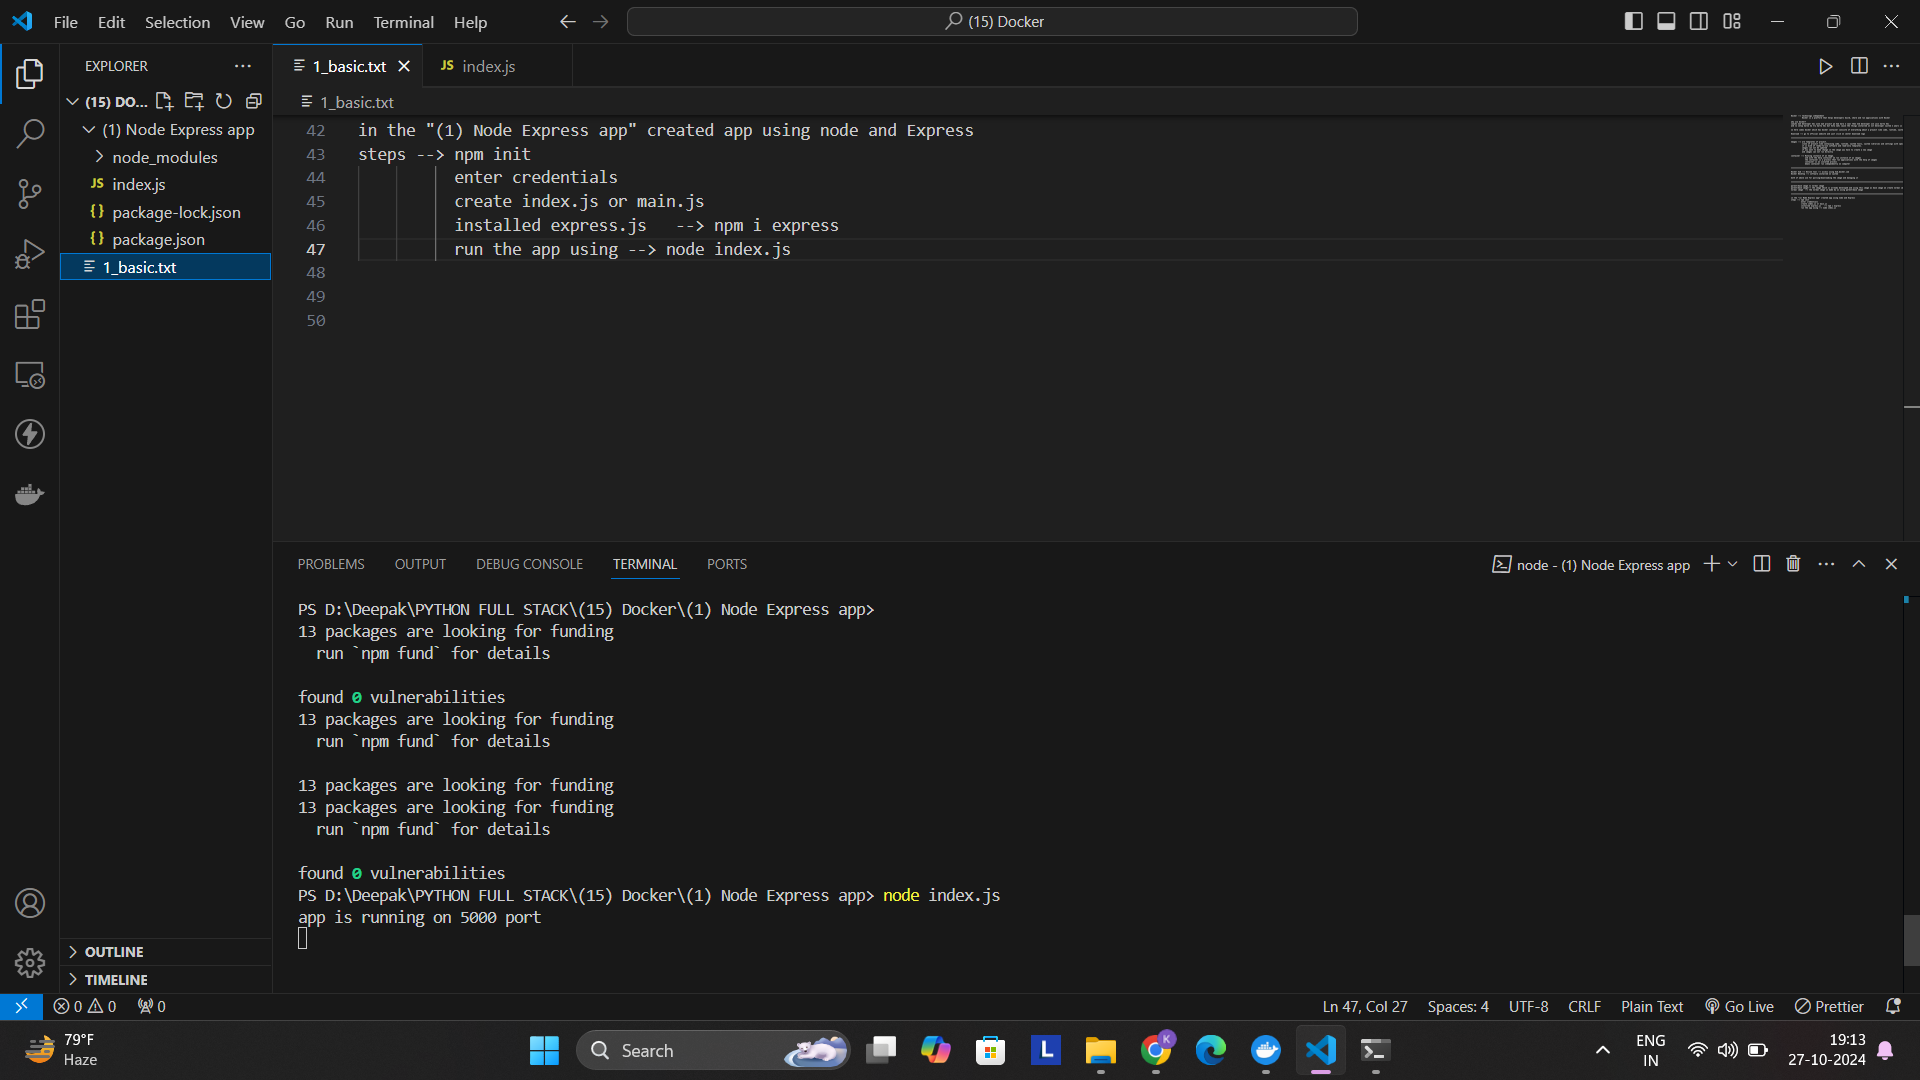 File Edit Selection View Go Run Terminal Help
(15) Docker
EXPLORER
(15) DO...
(1) Node Express app
node_modules
JS index.js
{} package-lock.json
{} package.json
1_basic.txt
OUTLINE
TIMELINE
1_basic.txt
JS index.js
1_basic.txt
42 in the "(1) Node Express app" created app using node and Express
43 steps --> npm init
44 enter credentials
45 create index.js or main.js
46 installed express.js --> npm i express
47 run the app using --> node index.js
48
49
50
PROBLEMS OUTPUT DEBUG CONSOLE TERMINAL PORTS
node - (1) Node Express app
PS D:\Deepak\PYTHON FULL STACK\(15) Docker\(1) Node Express app>
13 packages are looking for funding
run `npm fund` for details
found 0 vulnerabilities
13 packages are looking for funding
run `npm fund` for details
13 packages are looking for funding
13 packages are looking for funding
run `npm fund` for details
found 0 vulnerabilities
PS D:\Deepak\PYTHON FULL STACK\(15) Docker\(1) Node Express app> node index.js
app is running on 5000 port
0 0 0
Ln 47, Col 27 Spaces: 4 UTF-8 CRLF Plain Text Go Live Prettier
79°F
Haze
Search
L
K
ENG
IN
19:13
27-10-2024